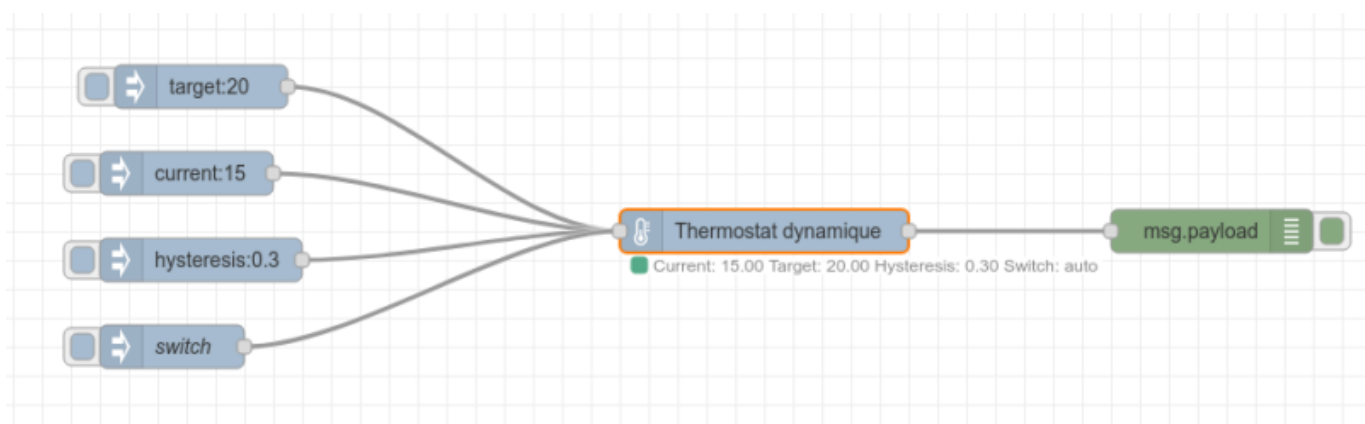 target:20
current:15
hysteresis:0.3
switch
Thermostat dynamique
Current: 15.00 Target: 20.00 Hysteresis: 0.30 Switch: auto
msg.payload